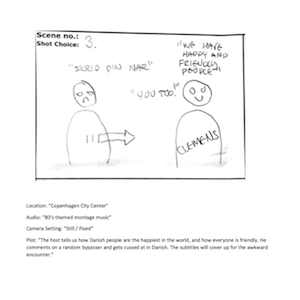 Scene no.:
Shot Choice: 3.
"WE HAVE
HAPPY AND
FRIENDLY
PEOPLE"
"SKRID DIN NAR"
"YOU TOO!"
CLEMENS
Location: "Copenhagen City Center"
Audio: "80's themed montage music"
Camera Setting: "Still / Fixed"
Plot: "The host tells us how Danish people are the happiest in the world, and how everyone is friendly. He
comments on a random bypasser and gets cussed at in Danish. The subtitles will cover up for the awkward
encounter."